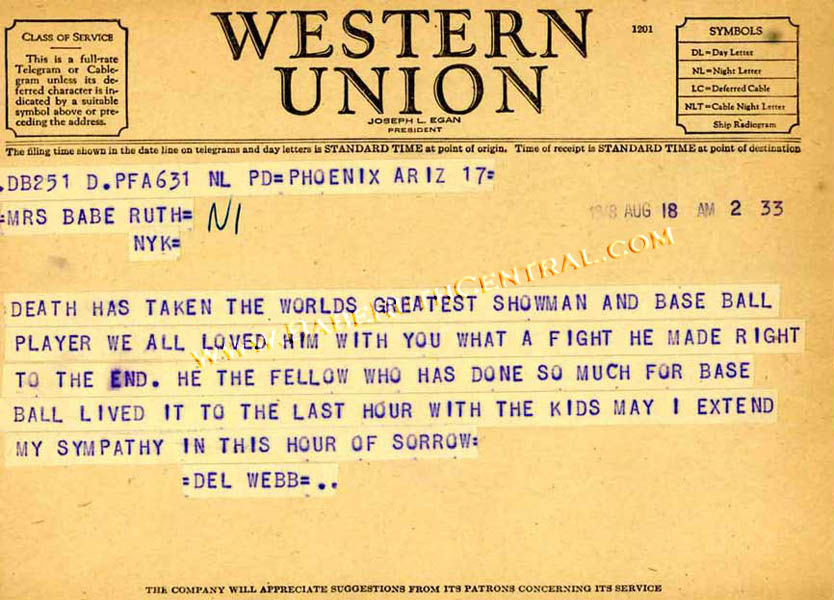 CLASS OF SERVICE
This is a full-rate
Telegram or Cable-
gram unless its de-
ferred character is in-
dicated by a suitable
symbol above or pre-
ceding the address.
WESTERN
UNION
JOSEPH L. EGAN
PRESIDENT
1201
SYMBOLS
DL=Day Letter
NL=Night Letter
LC=Deferred Cable
NLT=Cable Night Letter
Ship Radiogram
The filing time shown in the date line on telegrams and day letters is STANDARD TIME at point of origin. Time of receipt is STANDARD TIME at point of destination
.DB251 D.PFA631 NL PD=PHOENIX ARIZ 17=
=MRS BABE RUTH=
NYK=
N1
1948 AUG 18 AM 2 33
DEATH HAS TAKEN THE WORLDS GREATEST SHOWMAN AND BASE BALL
PLAYER WE ALL LOVED HIM WITH YOU WHAT A FIGHT HE MADE RIGHT
TO THE END. HE THE FELLOW WHO HAS DONE SO MUCH FOR BASE
BALL LIVED IT TO THE LAST HOUR WITH THE KIDS MAY I EXTEND
MY SYMPATHY IN THIS HOUR OF SORROW=
=DEL WEBB= ..
www.BabeRuthCentral.com
THE COMPANY WILL APPRECIATE SUGGESTIONS FROM ITS PATRONS CONCERNING ITS SERVICE